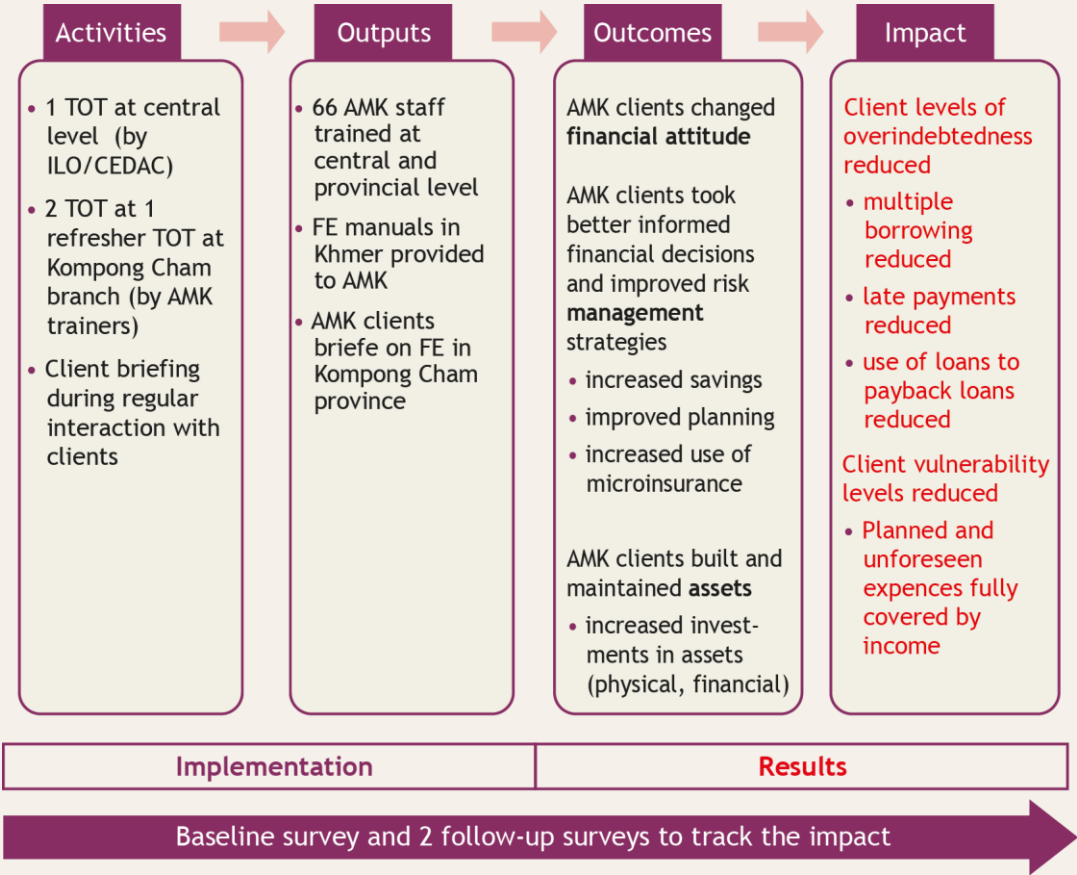 Activities
Outputs
Outcomes
Impact
• 1 TOT at central
level (by
ILO/CEDAC)
• 2 TOT at 1
refresher TOT at
Kompong Cham
branch (by AMK
trainers)
• Client briefing
during regular
interaction with
clients
• 66 AMK staff
trained at
central and
provincial level
• FE manuals in
Khmer provided
to AMK
• AMK clients
briefe on FE in
Kompong Cham
province
AMK clients changed
financial attitude
AMK clients took
better informed
financial decisions
and improved risk
management
strategies
• increased savings
• improved planning
• increased use of
microinsurance
AMK clients built and
maintained assets
• increased invest-
ments in assets
(physical, financial)
Client levels of
overindebtedness
reduced
• multiple
borrowing
reduced
• late payments
reduced
• use of loans to
payback loans
reduced
Client vulnerability
levels reduced
• Planned and
unforeseen
expences fully
covered by
income
Implementation
Results
Baseline survey and 2 follow-up surveys to track the impact